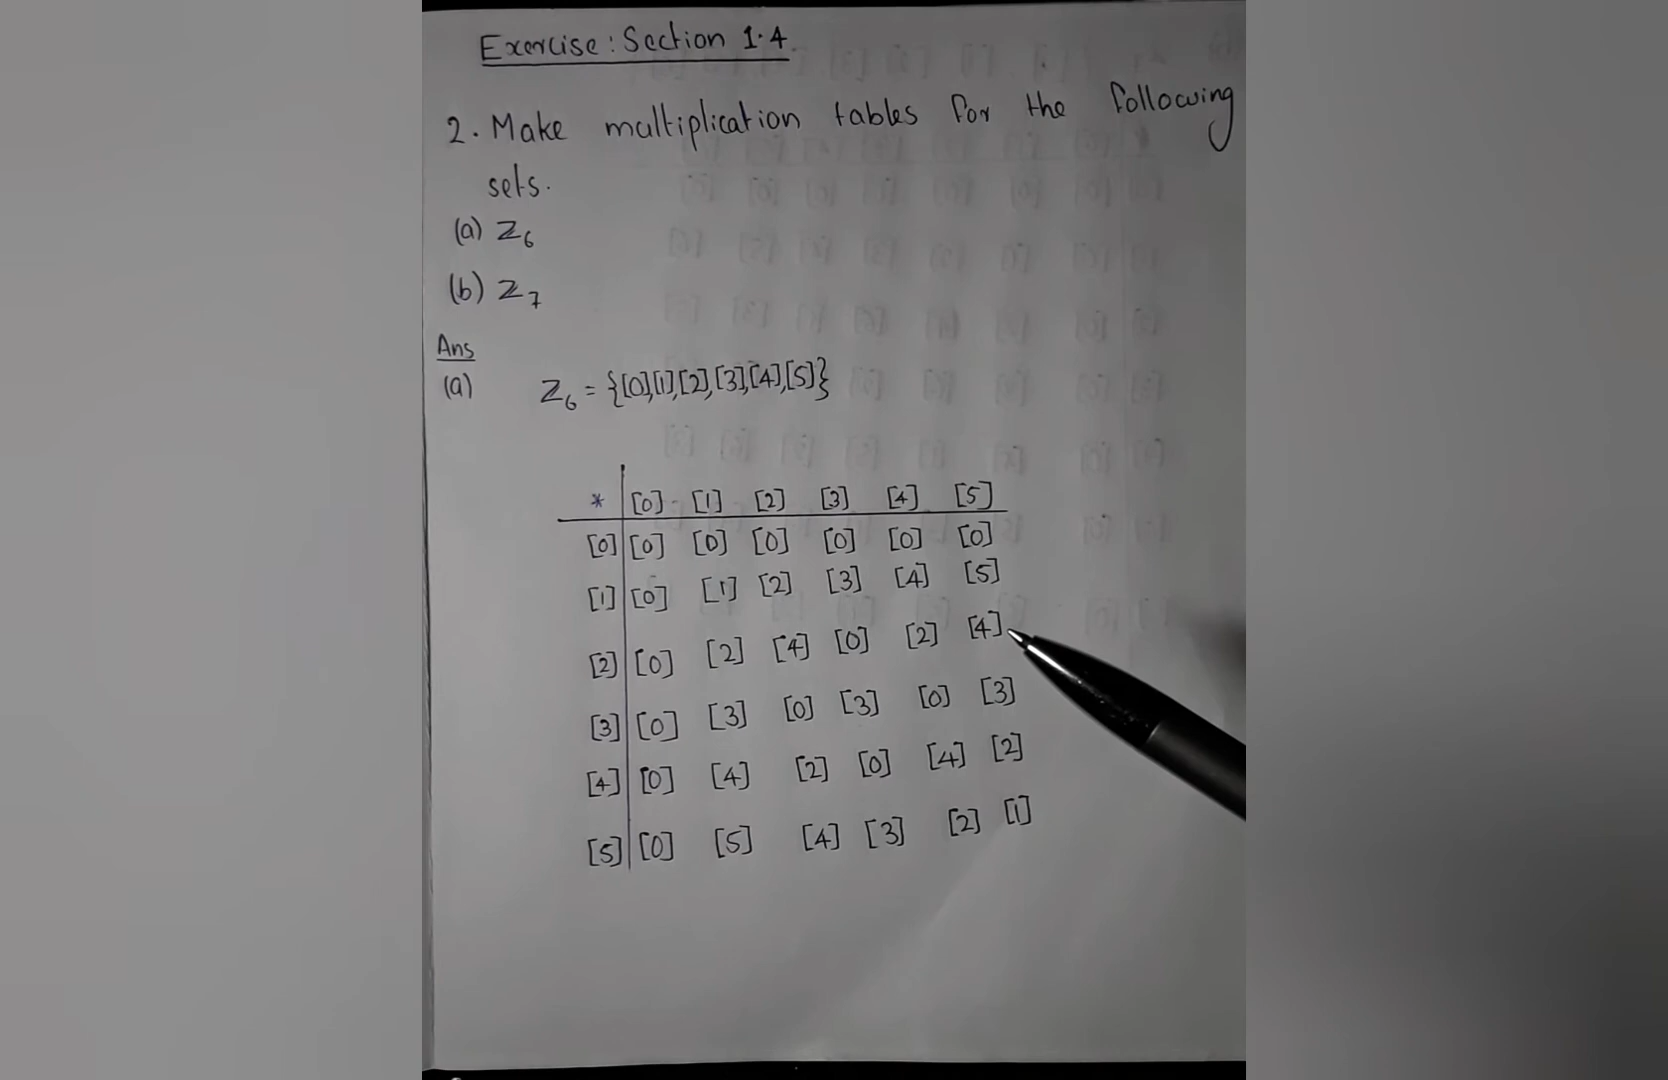 Exercise: Section 1.4
2. Make multiplication tables for the following
sets.
(a) Z₆
(b) Z₇
Ans
(a) Z₆ = {[0],[1],[2],[3],[4],[5]}
* [0] [1] [2] [3] [4] [5]
[0] [0] [0] [0] [0] [0] [0]
[1] [0] [1] [2] [3] [4] [5]
[2] [0] [2] [4] [0] [2] [4]
[3] [0] [3] [0] [3] [0] [3]
[4] [0] [4] [2] [0] [4] [2]
[5] [0] [5] [4] [3] [2] [1]